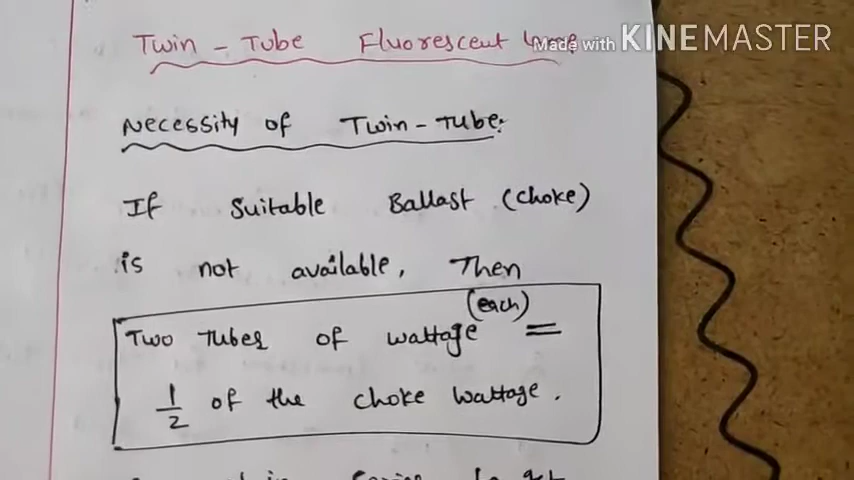 Twin - Tube Fluorescent
Made with KINEMASTER
Necessity of Twin - Tube:
If Suitable Ballast (choke)
is not available, Then
(each)
Two tubes of wattage =
1/2 of the choke wattage.